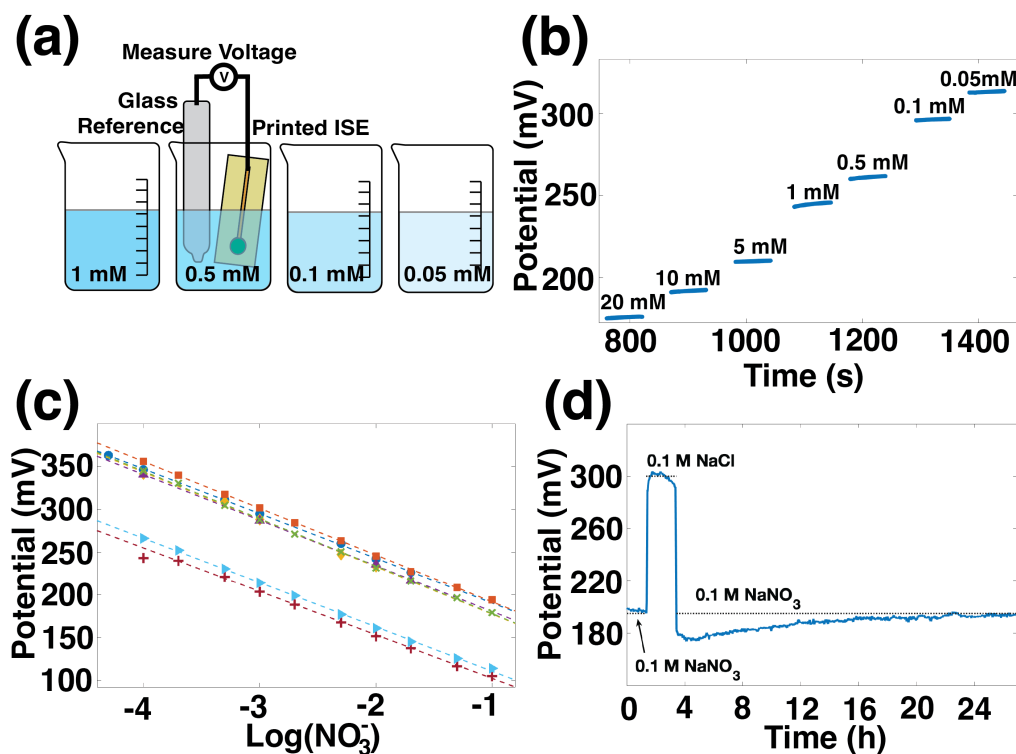 (a)
Measure Voltage
V
Glass
Reference
Printed ISE
1 mM
0.5 mM
0.1 mM
0.05 mM
(b)
Potential (mV)
300
250
200
20 mM
10 mM
5 mM
1 mM
0.5 mM
0.1 mM
0.05mM
800
1000
1200
1400
Time (s)
(c)
Potential (mV)
350
300
250
200
150
100
-4
-3
-2
-1
Log(NO₃⁻)
(d)
Potential (mV)
300
260
220
180
0.1 M NaCl
0.1 M NaNO₃
0.1 M NaNO₃
0
4
8
12
16
20
24
Time (h)